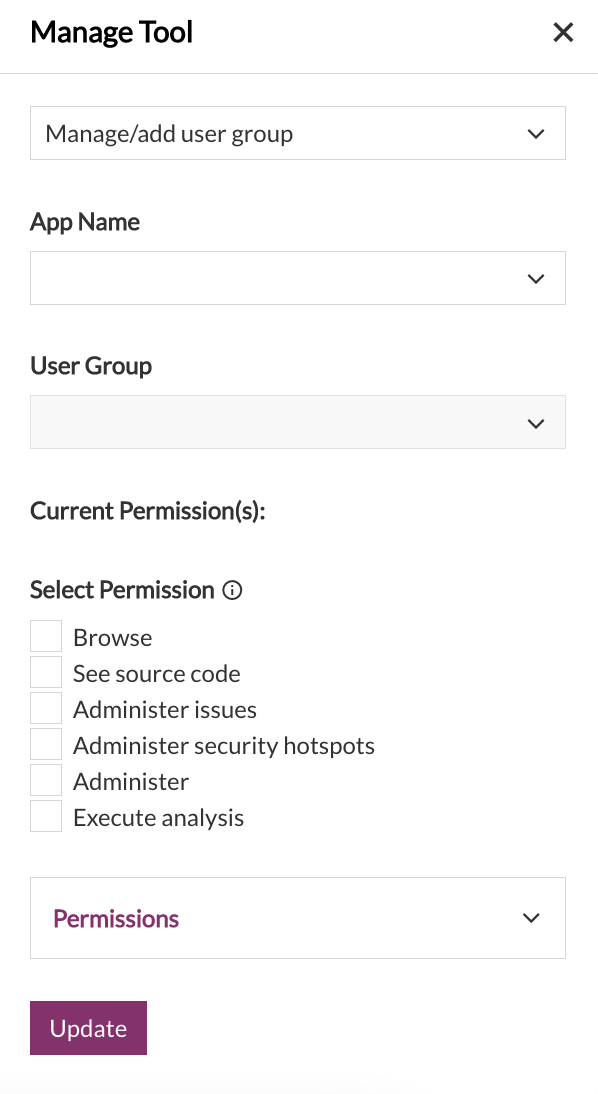 Manage Tool
Manage/add user group
App Name
User Group
Current Permission(s):
Select Permission
Browse
See source code
Administer issues
Administer security hotspots
Administer
Execute analysis
Permissions
Update